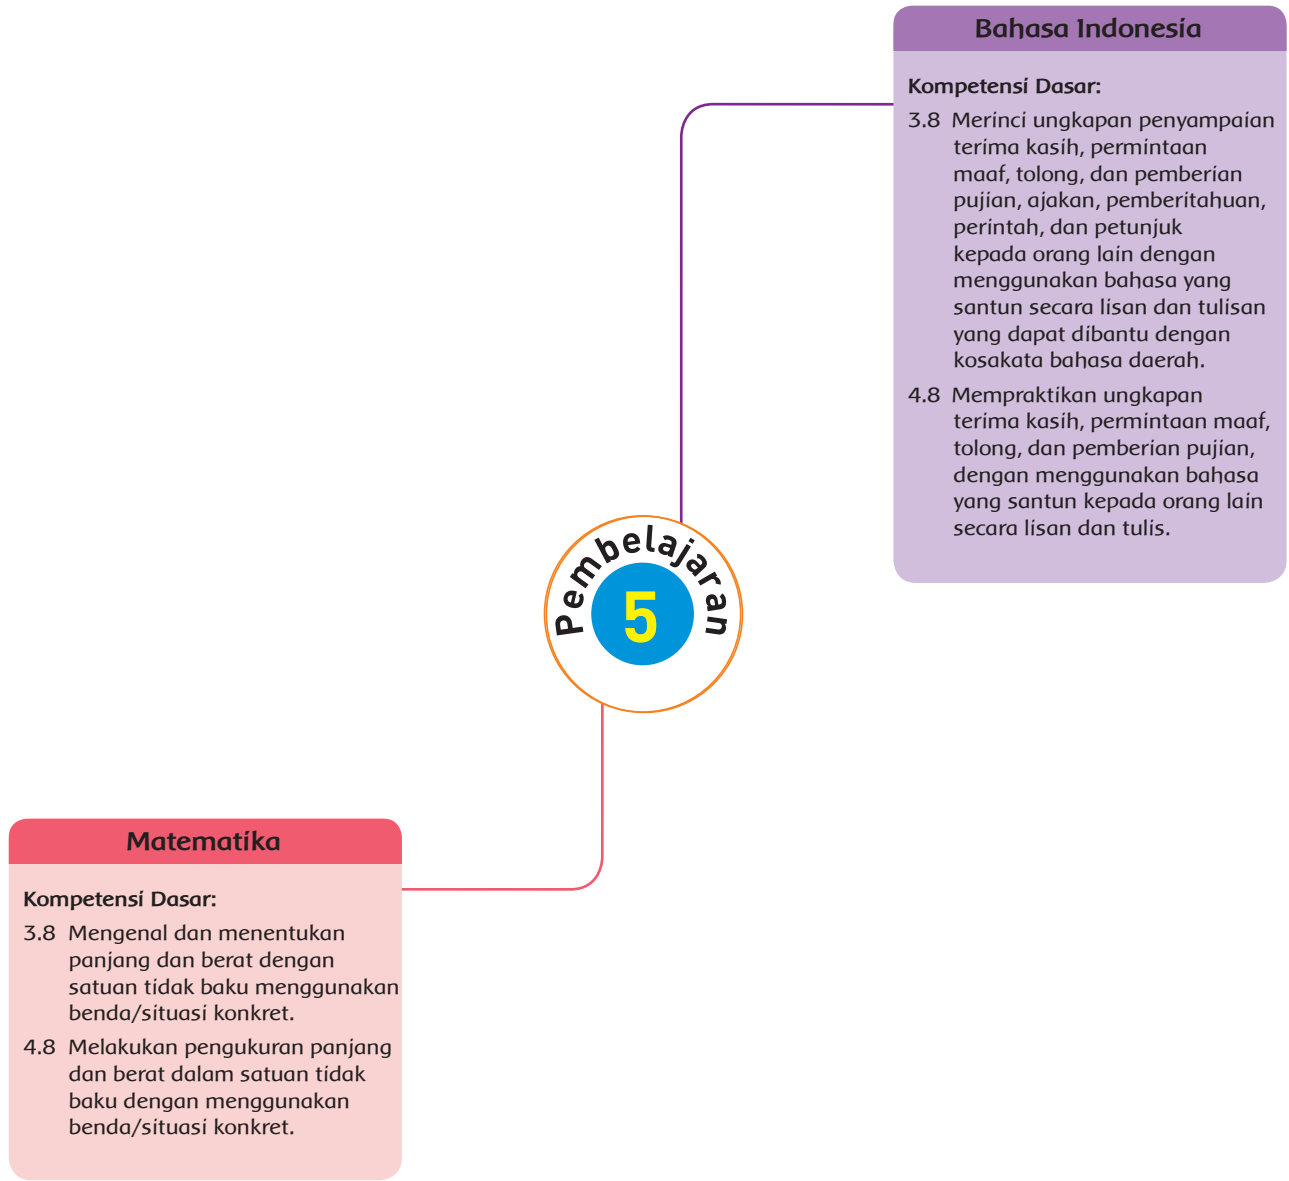 Bahasa Indonesia
Kompetensi Dasar:
3.8 Merinci ungkapan penyampaian
terima kasih, permintaan
maaf, tolong, dan pemberian
pujian, ajakan, pemberitahuan,
perintah, dan petunjuk
kepada orang lain dengan
menggunakan bahasa yang
santun secara lisan dan tulisan
yang dapat dibantu dengan
kosakata bahasa daerah.
4.8 Mempraktikan ungkapan
terima kasih, permintaan maaf,
tolong, dan pemberian pujian,
dengan menggunakan bahasa
yang santun kepada orang lain
secara lisan dan tulis.
Pembelajaran
5
Matematika
Kompetensi Dasar:
3.8 Mengenal dan menentukan
panjang dan berat dengan
satuan tidak baku menggunakan
benda/situasi konkret.
4.8 Melakukan pengukuran panjang
dan berat dalam satuan tidak
baku dengan menggunakan
benda/situasi konkret.